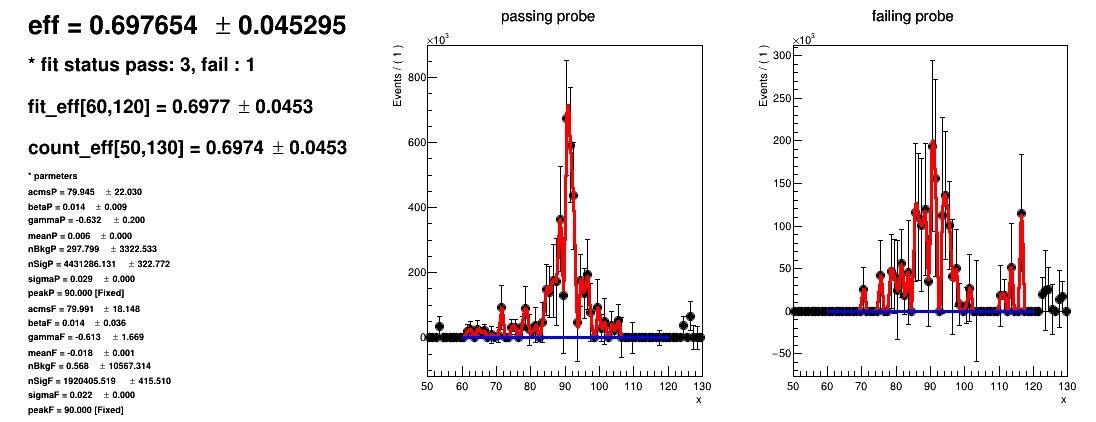 eff = 0.697654 ± 0.045295
* fit status pass: 3, fail : 1
fit_eff[60,120] = 0.6977 ± 0.0453
count_eff[50,130] = 0.6974 ± 0.0453
* parmeters
acmsP = 79.945 ± 22.030
betaP = 0.014 ± 0.009
gammaP = -0.632 ± 0.200
meanP = 0.006 ± 0.000
nBkgP = 297.799 ± 3322.533
nSigP = 4431286.131 ± 322.772
sigmaP = 0.029 ± 0.000
peakP = 90.000 [Fixed]
acmsF = 79.991 ± 18.148
betaF = 0.014 ± 0.036
gammaF = -0.613 ± 1.669
meanF = -0.018 ± 0.001
nBkgF = 0.568 ± 10567.314
nSigF = 1920405.519 ± 415.510
sigmaF = 0.022 ± 0.000
peakF = 90.000 [Fixed]
passing probe
×10³
Events / ( 1 )
800
600
400
200
0
50 60 70 80 90 100 110 120 130
x
failing probe
×10³
Events / ( 1 )
300
250
200
150
100
50
0
−50
50 60 70 80 90 100 110 120 130
x